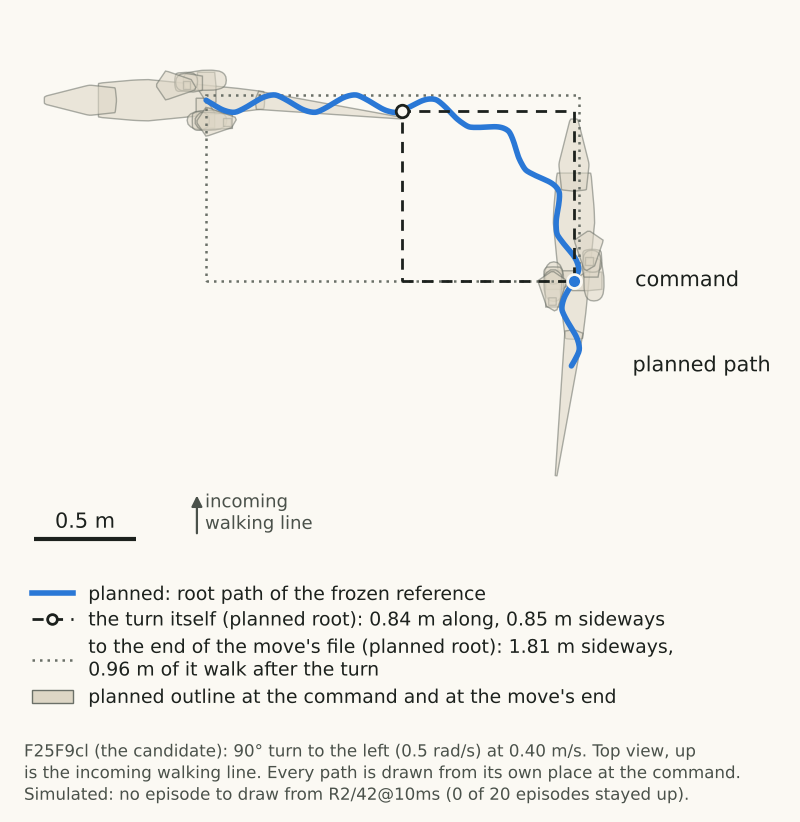 command
planned path
incoming
walking line
0.5 m
planned: root path of the frozen reference
the turn itself (planned root): 0.84 m along, 0.85 m sideways
to the end of the move's file (planned root): 1.81 m sideways,
0.96 m of it walk after the turn
planned outline at the command and at the move's end
F25F9cl (the candidate): 90° turn to the left (0.5 rad/s) at 0.40 m/s. Top view, up
is the incoming walking line. Every path is drawn from its own place at the command.
Simulated: no episode to draw from R2/42@10ms (0 of 20 episodes stayed up).